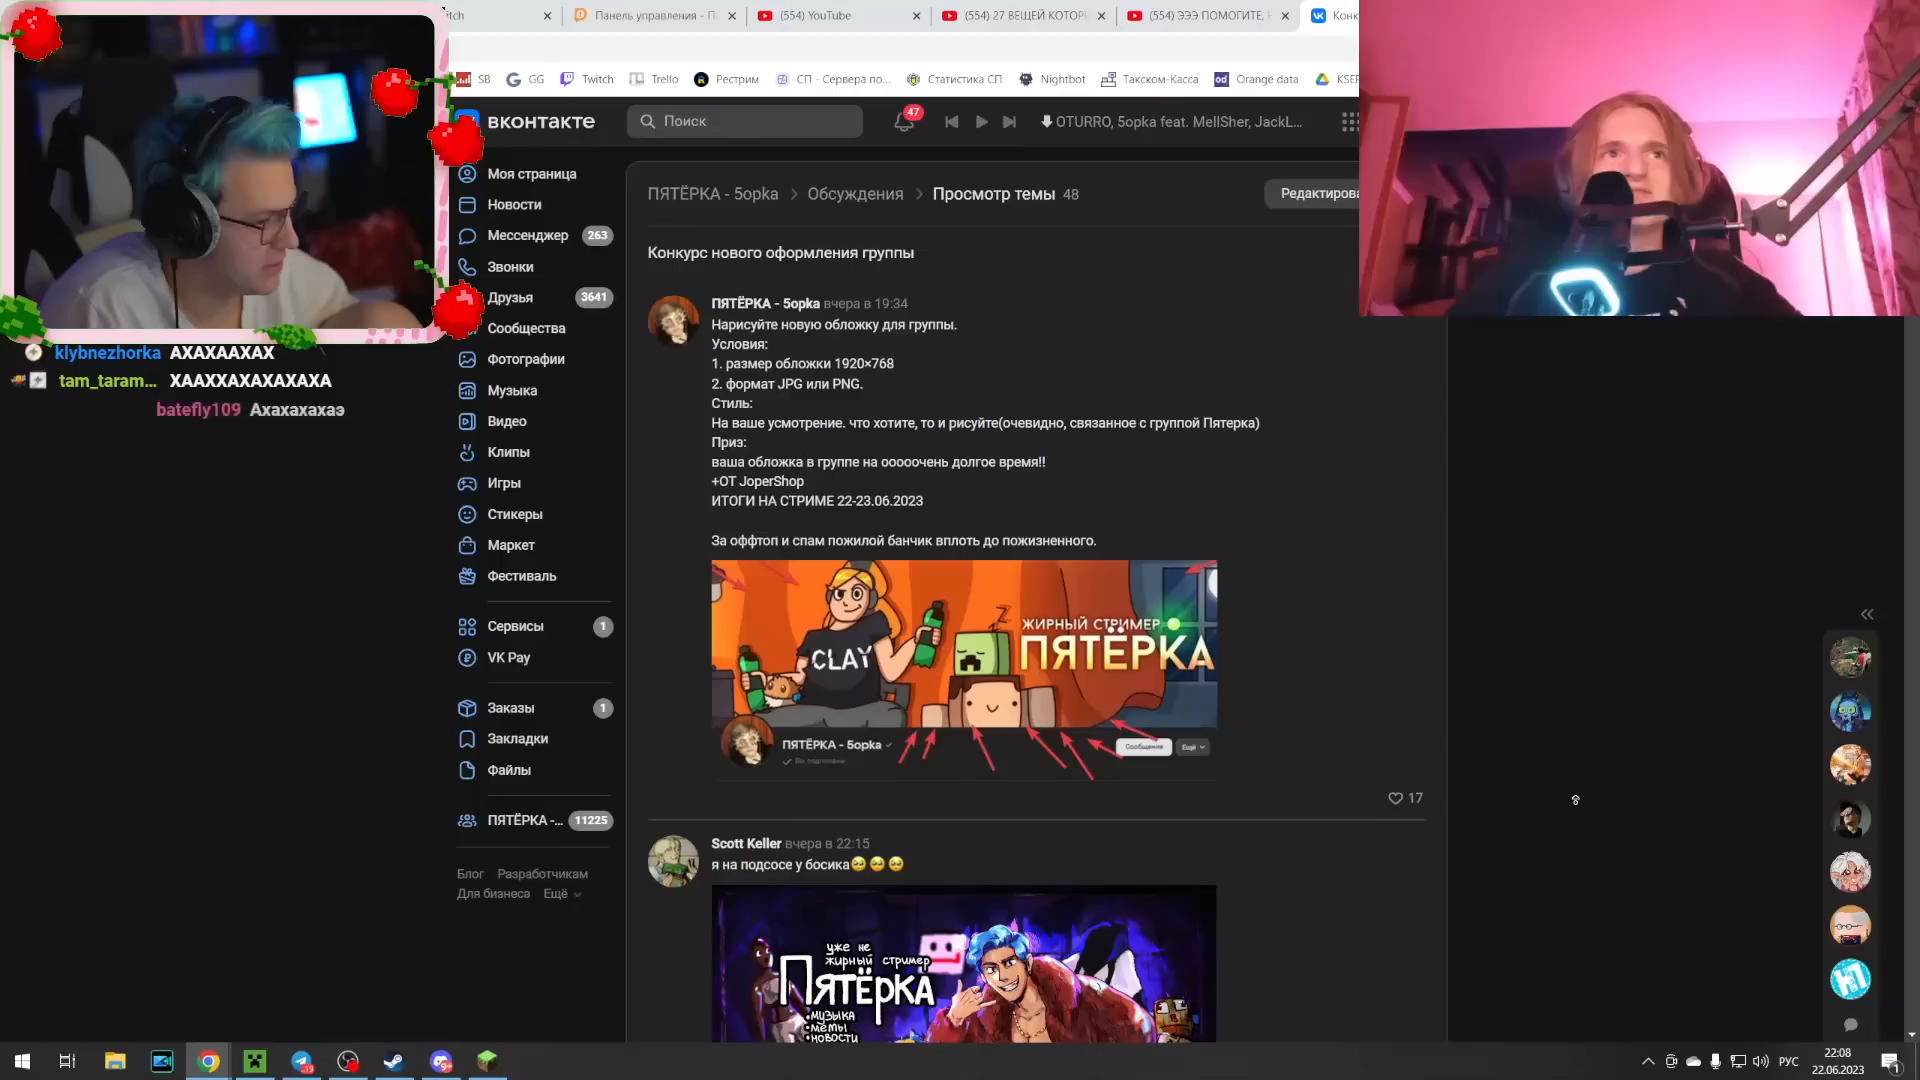 itch
Панель управления - П
(554) YouTube
(554) 27 ВЕЩЕЙ КОТОР
(554) ЭЭЭ ПОМОГИТЕ,
Конк
SB
GG
Twitch
Trello
Рестрим
СП - Сервера по...
Статистика СП
Nightbot
Такском-Касса
Orange data
KSEF
вконтакте
Поиск
47
OTURRO, 5opka feat. MellSher, JackL...
Моя страница
Новости
Мессенджер 263
Звонки
Друзья 3641
Сообщества
Фотографии
Музыка
Видео
Клипы
Игры
Стикеры
Маркет
Фестиваль
Сервисы 1
VK Pay
Заказы 1
Закладки
Файлы
ПЯТЁРКА -... 11225
Блог Разработчикам
Для бизнеса Ещё
klybnezhorka АХАХААХАХ
tam_taram... ХААХХАХАХАХАХА
batefly109 Ахахахахаэ
ПЯТЁРКА - 5opka > Обсуждения > Просмотр темы 48
Редактирова
Конкурс нового оформления группы
ПЯТЁРКА - 5opka вчера в 19:34
Нарисуйте новую обложку для группы.
Условия:
1. размер обложки 1920×768
2. формат JPG или PNG.
Стиль:
На ваше усмотрение. что хотите, то и рисуйте(очевидно, связанное с группой Пятерка)
Приз:
ваша обложка в группе на ооооочень долгое время!!
+ОТ JoperShop
ИТОГИ НА СТРИМЕ 22-23.06.2023
За оффтоп и спам пожилой банчик вплоть до пожизненного.
CLAY
ЖИРНЫЙ СТРИМЕР
ПЯТЁРКА
ПЯТЁРКА - 5opka
Сообщение
Ещё
17
Scott Keller вчера в 22:15
я на подсосе у босика
уже не
жирный стример
ПЯТЁРКА
•МУЗЫКА
•МЕМЫ
•НОВОСТИ
РУС
22:08
22.06.2023